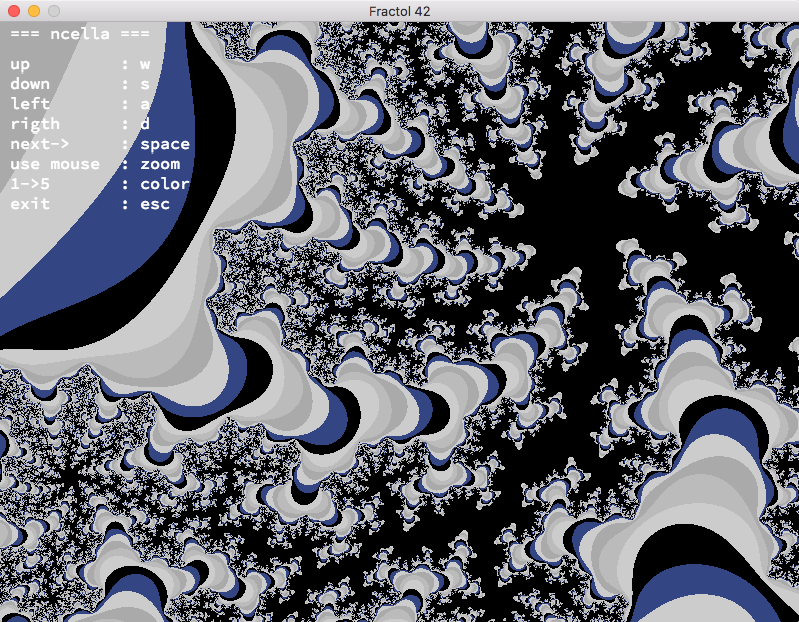 Fractol 42
=== ncella ===
up : w
down : s
left : a
rigth : d
next-> : space
use mouse : zoom
1->5 : color
exit : esc